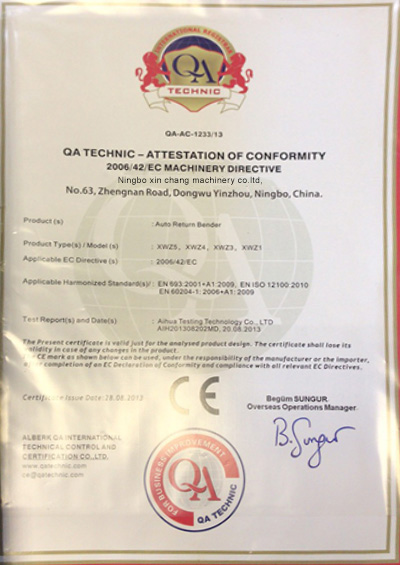 INTERNATIONAL REGISTRAR
QA
TECHNIC
QA-AC-1233/13
QA TECHNIC – ATTESTATION OF CONFORMITY
2006/42/EC MACHINERY DIRECTIVE
Ningbo xin chang machinery co.ltd,
No.63, Zhengnan Road, Dongwu Yinzhou, Ningbo, China.
Product (s) : Auto Return Bender
Product Type(s) / Model (s) : XWZ5, XWZ4, XWZ3, XWZ1
Applicable EC Directive (s) : 2006/42/EC
Applicable Harmonized Standard(s)/ : EN 693:2001+A1:2009, EN ISO 12100:2010
EN 60204-1: 2006+A1: 2009
Test Report(s) and Date(s) : Aihua Testing Technology Co., LTD
AIH201308202MD, 20.08.2013
The Present certificate is valid just for the analysed product design. The certificate shall lose its
validity in case of any changes in the product.
The CE mark as shown below can be used, under the responsibility of the manufacturer or the importer,
after completion of an EC Declaration of Conformity and compliance with all relevant EC Directives.
Certificate Issue Date: 28.08.2013
CE
Begüm SUNGUR.
Overseas Operations Manager.
B. Sungur
ALBERK QA INTERNATIONAL
TECHNICAL CONTROL AND
CERTIFICATION CO., LTD.
www.qatechnic.com
ce@qatechnic.com
FOR BUSINESS IMPROVEMENT
QA
QA TECHNIC